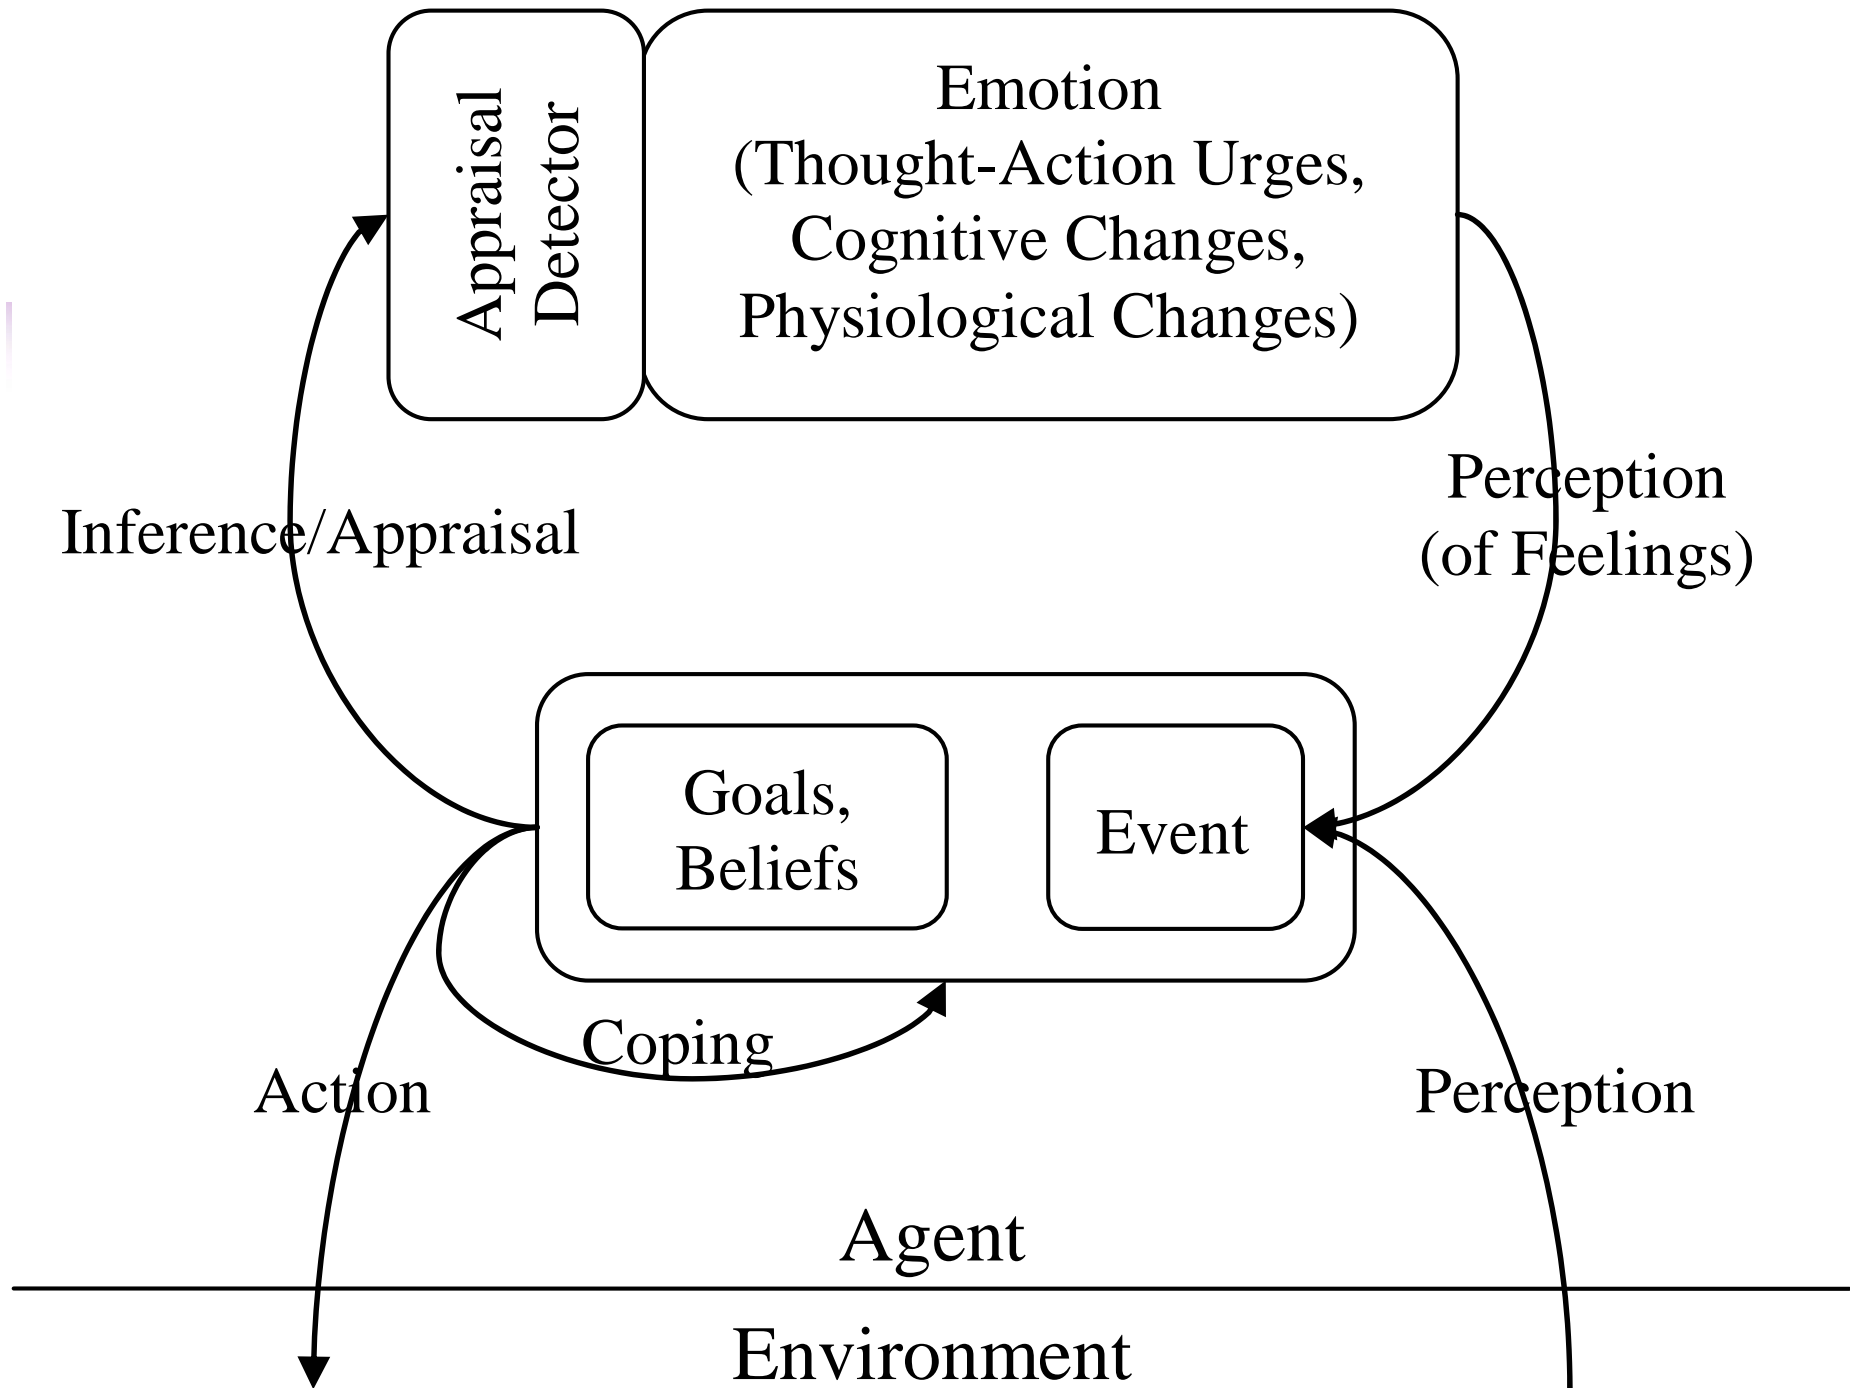 Appraisal
Detector
Emotion
(Thought-Action Urges,
Cognitive Changes,
Physiological Changes)
Inference/Appraisal
Perception
(of Feelings)
Goals,
Beliefs
Event
Coping
Action
Perception
Agent
Environment